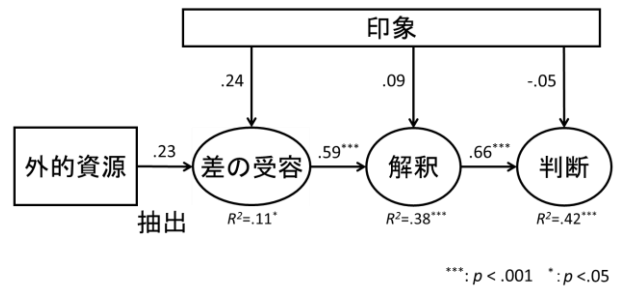 印象
.24
.09
-.05
外的資源
.23
差の受容
.59***
解釈
.66***
判断
抽出
R²=.11*
R²=.38***
R²=.42***
***: p < .001 *: p <.05